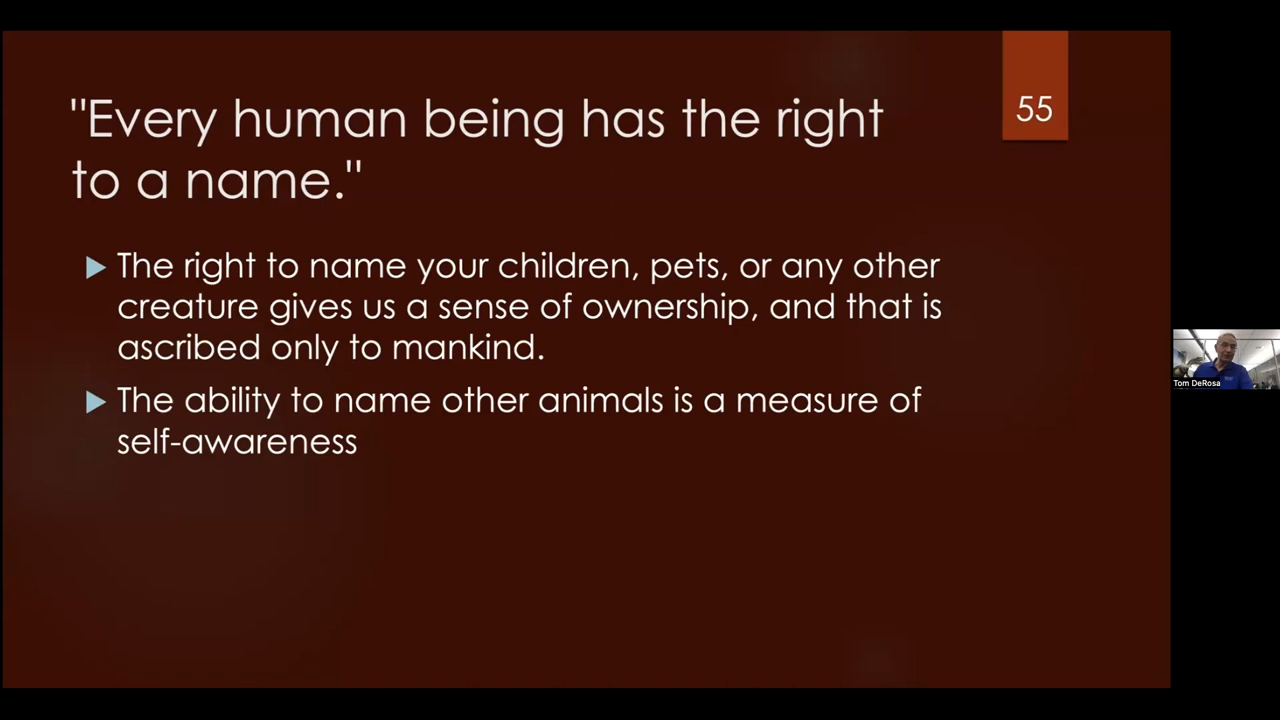 "Every human being has the right
to a name."
55
The right to name your children, pets, or any other
creature gives us a sense of ownership, and that is
ascribed only to mankind.
The ability to name other animals is a measure of
self-awareness
Tom DeRosa